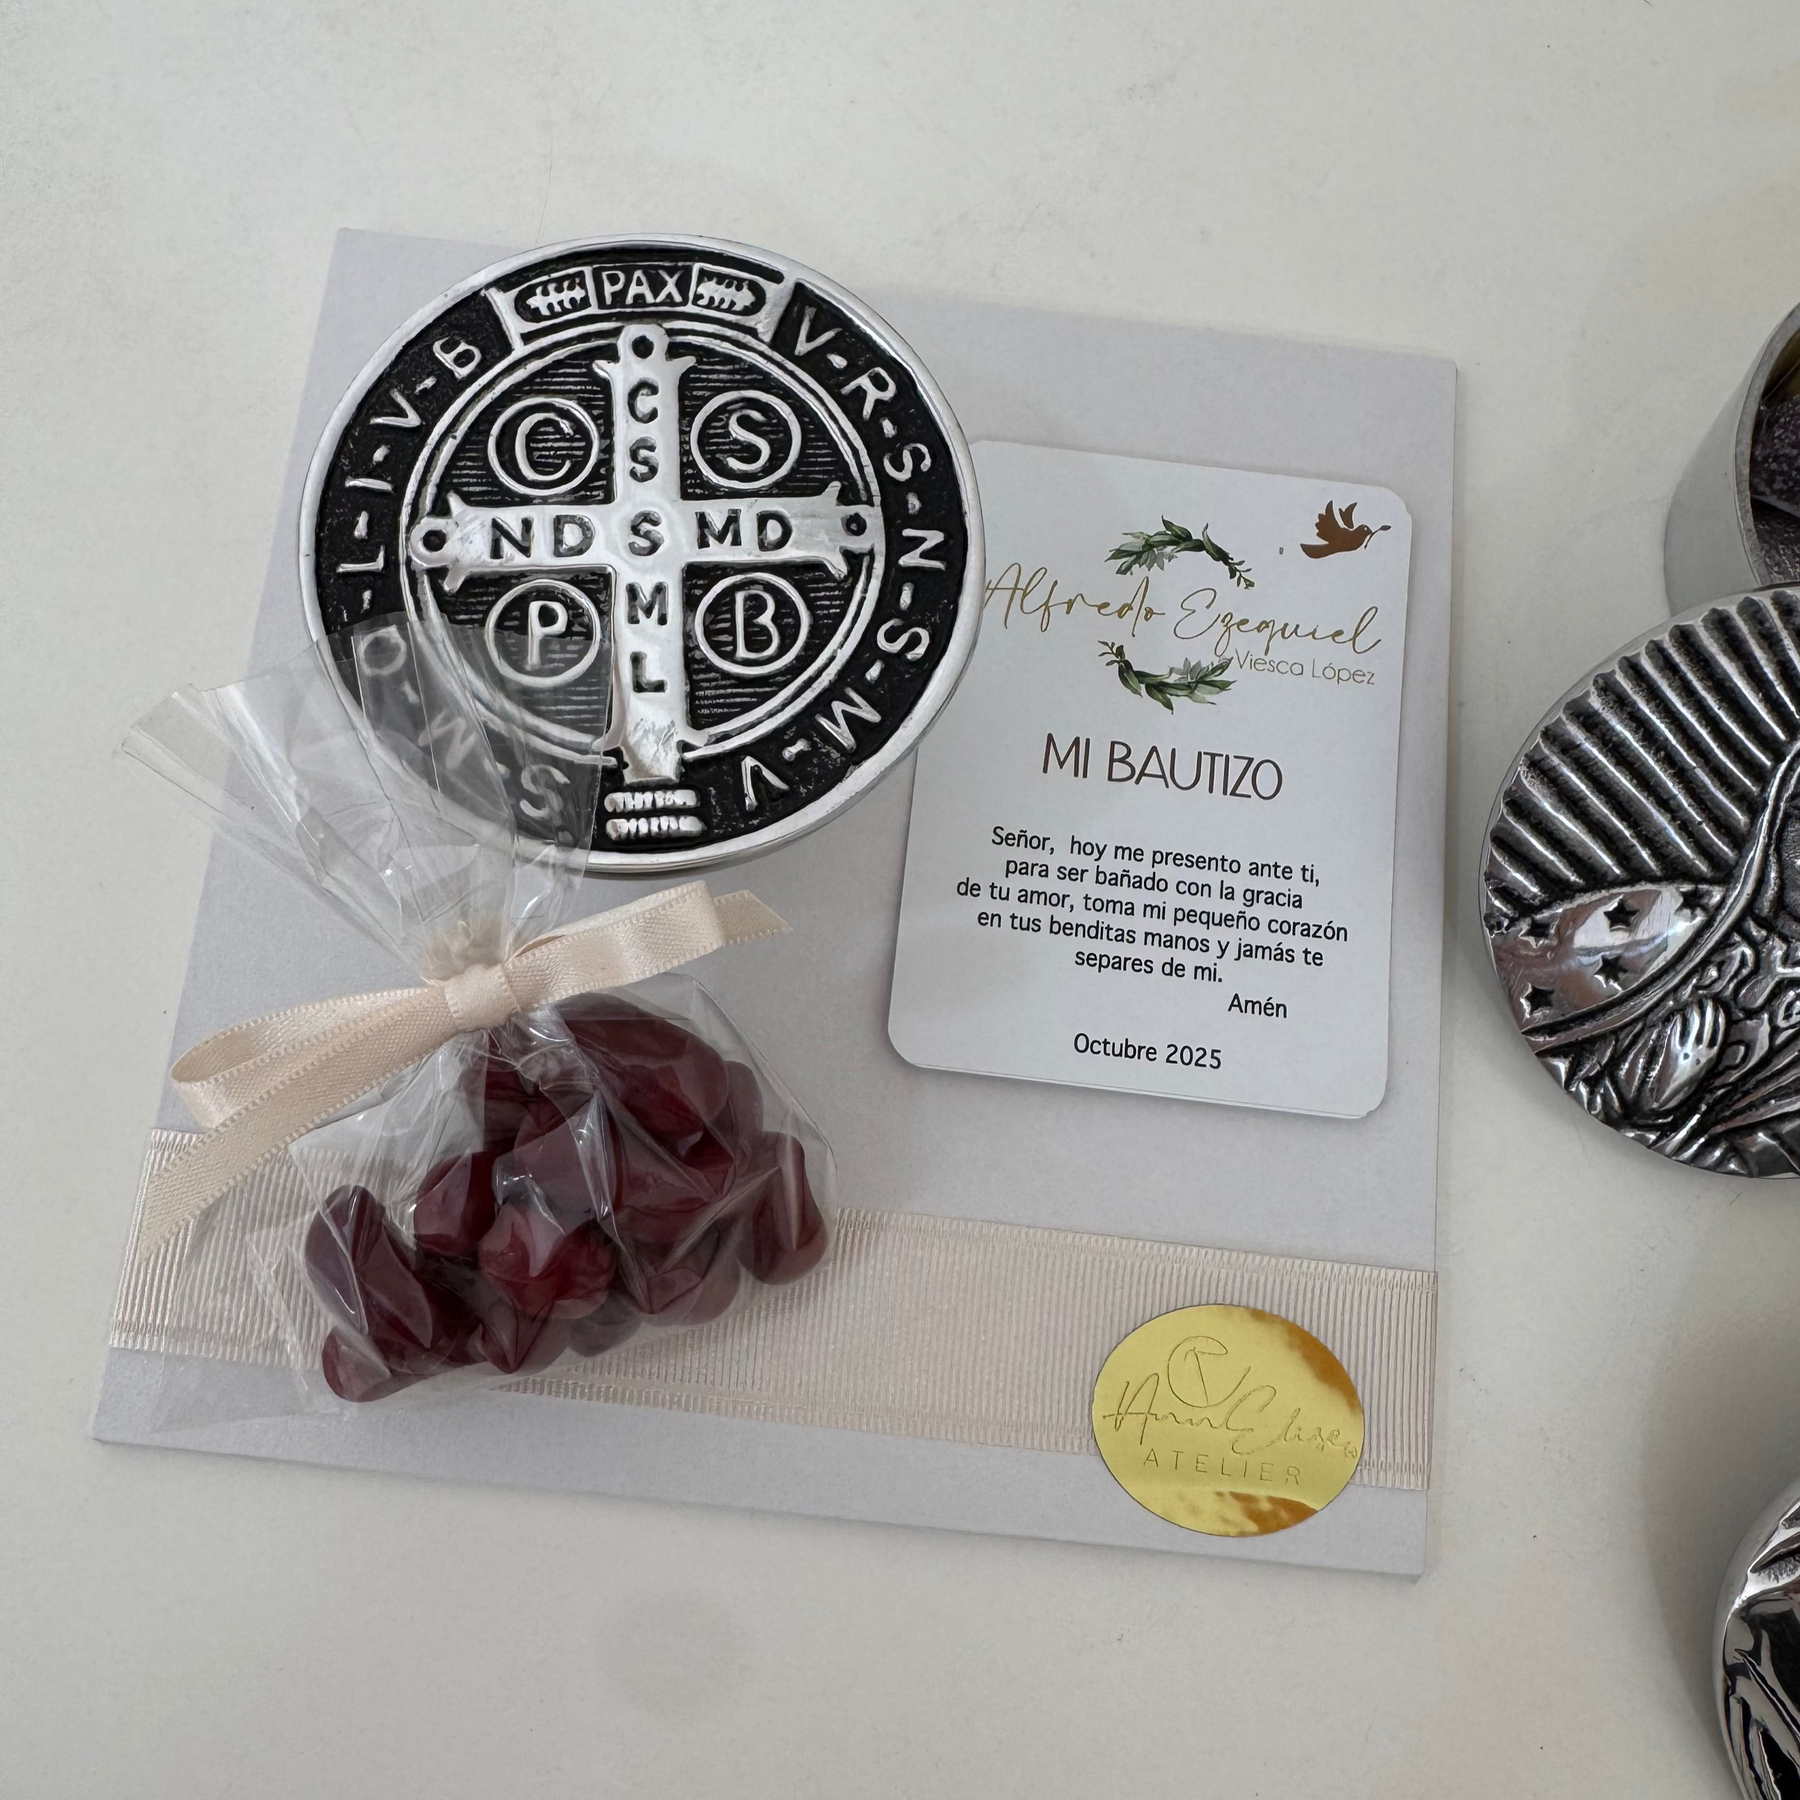 PAX
V-R-S-N-S-M-V
S.M.Q.L-I-V-B
C S
C
S
N D S M D
M
L
P B
Alfredo Ezequiel
Viesca López
MI BAUTIZO
Señor, hoy me presento ante ti,
para ser bañado con la gracia
de tu amor, toma mi pequeño corazón
en tus benditas manos y jamás te
separes de mi.
Amén
Octubre 2025
ATELIER